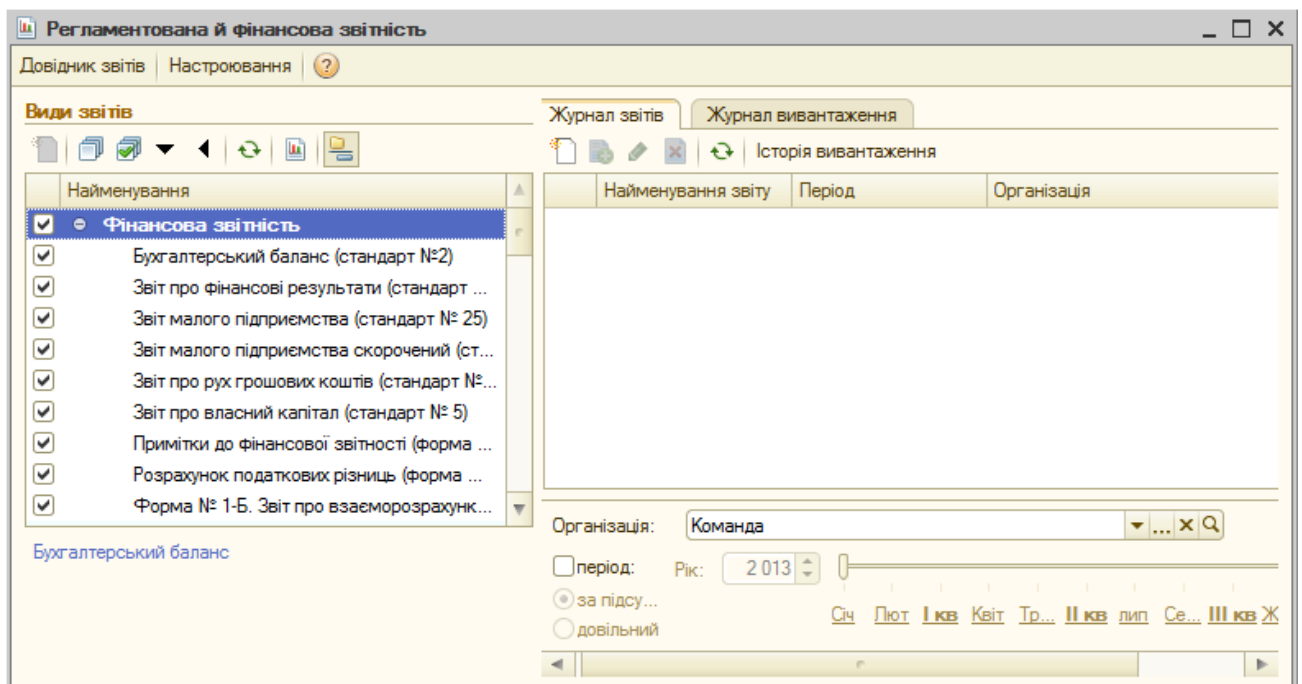 Регламентована й фінансова звітність
Довідник звітів Настроювання ?
Види звітів
Найменування
Фінансова звітність
Бухгалтерський баланс (стандарт №2)
Звіт про фінансові результати (стандарт ...
Звіт малого підприємства (стандарт № 25)
Звіт малого підприємства скорочений (ст...
Звіт про рух грошових коштів (стандарт №...
Звіт про власний капітал (стандарт № 5)
Примітки до фінансової звітності (форма ...
Розрахунок податкових різниць (форма ...
Форма № 1-Б. Звіт про взаєморозрахунк...
Бухгалтерський баланс
Журнал звітів Журнал вивантаження
Історія вивантаження
Найменування звіту Період Організація
Організація: Команда ...
період: Рік: 2 013
за підсу...
довільний
Січ Лют I кв Квіт Тр... II кв лип Се... III кв Ж